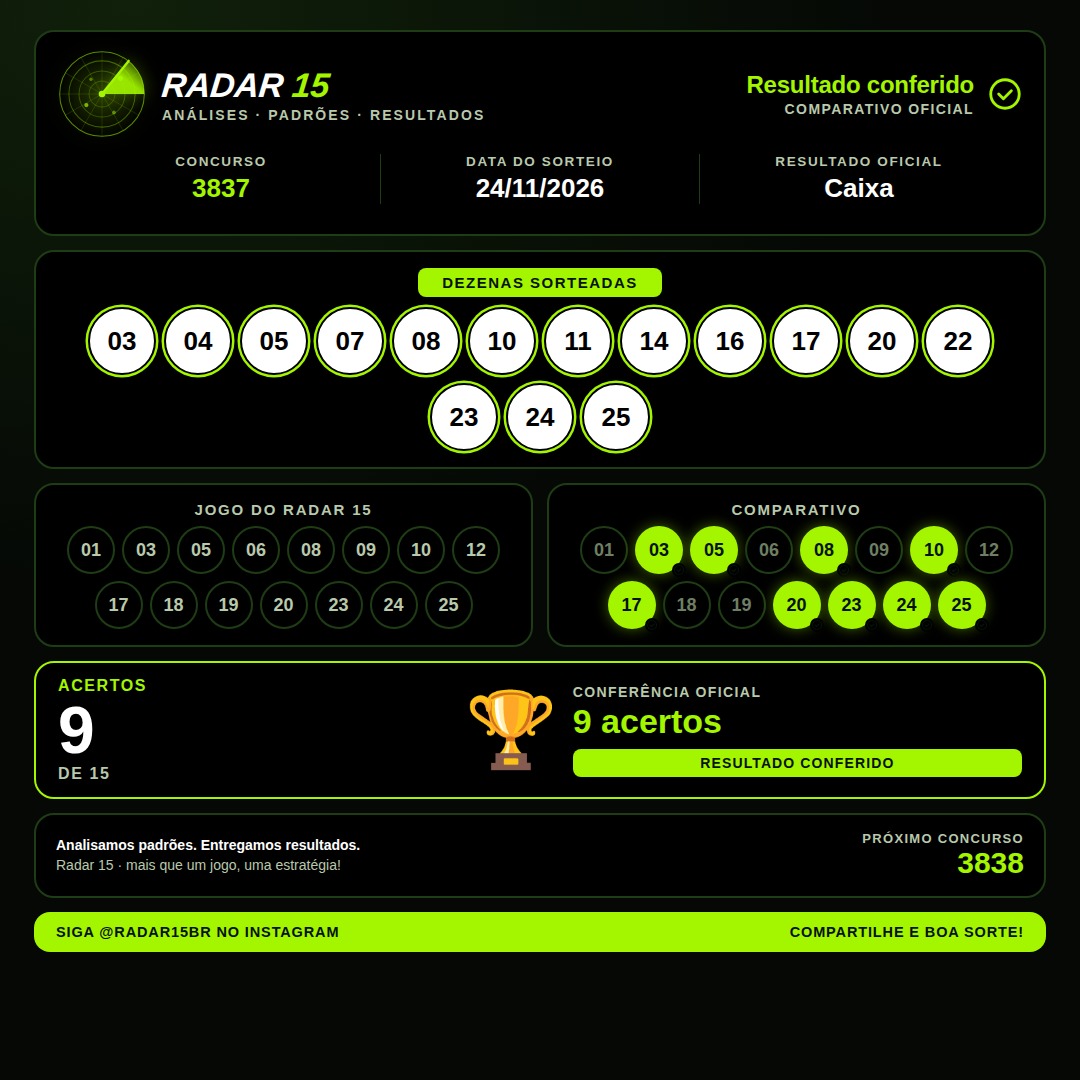 RADAR 15
ANÁLISES · PADRÕES · RESULTADOS
Resultado conferido
COMPARATIVO OFICIAL
CONCURSO
3837
DATA DO SORTEIO
24/11/2026
RESULTADO OFICIAL
Caixa
DEZENAS SORTEADAS
03 04 05 07 08 10 11 14 16 17 20 22
23 24 25
JOGO DO RADAR 15
01 03 05 06 08 09 10 12
17 18 19 20 23 24 25
COMPARATIVO
01 03 05 06 08 09 10 12
17 18 19 20 23 24 25
ACERTOS
9
DE 15
CONFERÊNCIA OFICIAL
9 acertos
RESULTADO CONFERIDO
Analisamos padrões. Entregamos resultados.
Radar 15 · mais que um jogo, uma estratégia!
PRÓXIMO CONCURSO
3838
SIGA @RADAR15BR NO INSTAGRAM
COMPARTILHE E BOA SORTE!